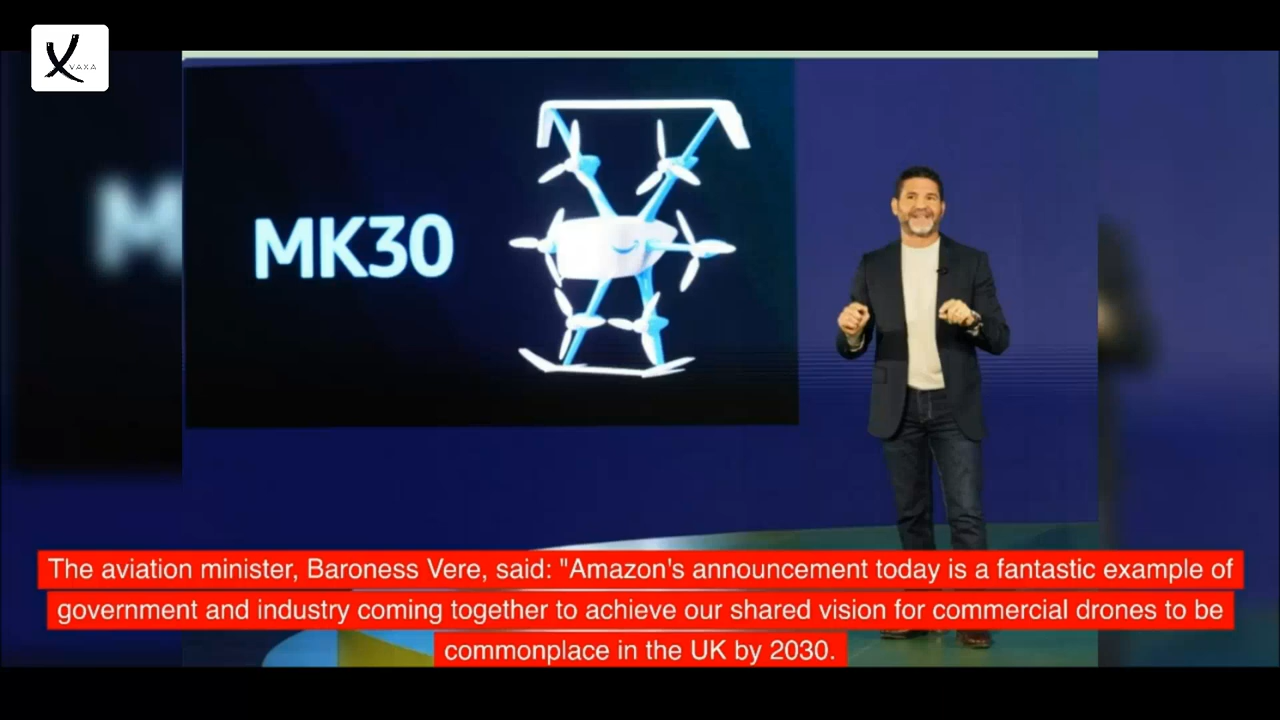 VAXA
MK30
The aviation minister, Baroness Vere, said: "Amazon's announcement today is a fantastic example of
government and industry coming together to achieve our shared vision for commercial drones to be
commonplace in the UK by 2030.